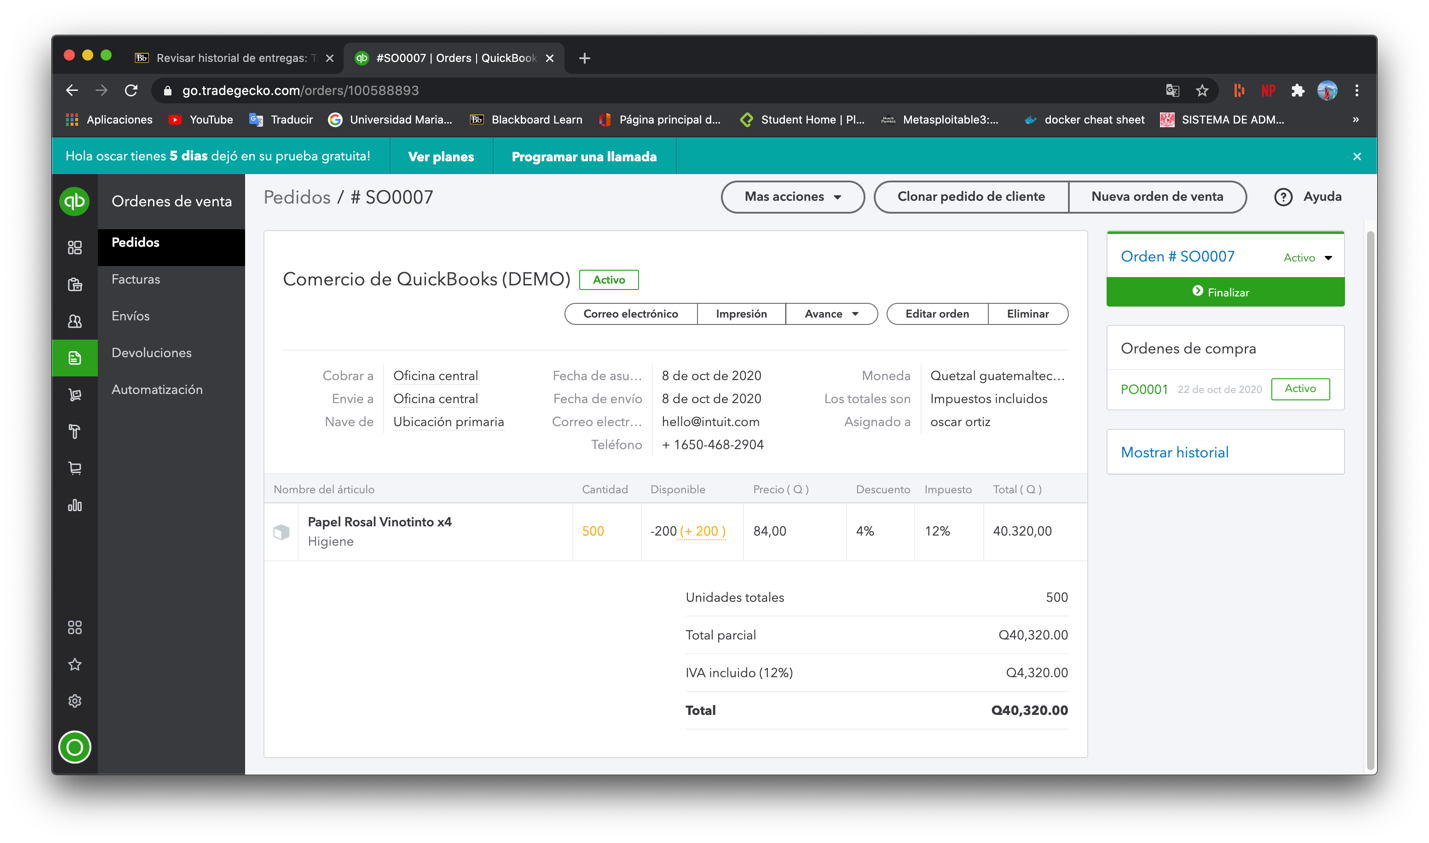 Revisar historial de entregas: T
#SO0007 | Orders | QuickBook
go.tradegecko.com/orders/100588893
NP
Aplicaciones
YouTube
Traducir
Universidad Maria...
Blackboard Learn
Página principal d...
Student Home | Pl...
Metasploitable3:...
docker cheat sheet
SISTEMA DE ADM...
»
Hola oscar tienes 5 dias dejó en su prueba gratuita!
Ver planes
Programar una llamada
qb
Ordenes de venta
Pedidos / # SO0007
Mas acciones
Clonar pedido de cliente
Nueva orden de venta
Ayuda
Pedidos
Facturas
Envíos
Devoluciones
Automatización
Comercio de QuickBooks (DEMO)
Activo
Correo electrónico
Impresión
Avance
Editar orden
Eliminar
Cobrar a
Oficina central
Fecha de asu...
8 de oct de 2020
Moneda
Quetzal guatemaltec...
Envie a
Oficina central
Fecha de envío
8 de oct de 2020
Los totales son
Impuestos incluidos
Nave de
Ubicación primaria
Correo electr...
hello@intuit.com
Asignado a
oscar ortiz
Teléfono
+ 1650-468-2904
Nombre del árticulo
Cantidad
Disponible
Precio ( Q )
Descuento
Impuesto
Total ( Q )
Papel Rosal Vinotinto x4
Higiene
500
-200 (+ 200 )
84,00
4%
12%
40.320,00
Unidades totales
500
Total parcial
Q40,320.00
IVA incluido (12%)
Q4,320.00
Total
Q40,320.00
Orden # SO0007
Activo
Finalizar
Ordenes de compra
PO0001
22 de oct de 2020
Activo
Mostrar historial